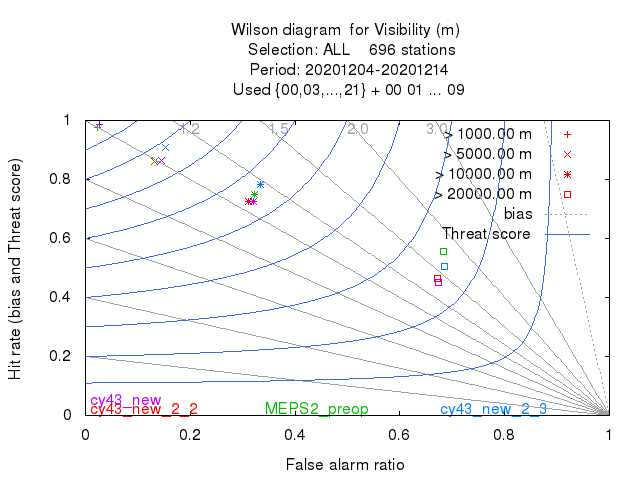 Wilson diagram  for Visibility (m)
Selection: ALL    696 stations
Period: 20201204-20201214
Used {00,03,...,21} + 00 01 ... 09
Hit rate (bias and Threat score)
1
0.8
0.6
0.4
0.2
0
1.2
1.5
2.0
3.0
> 1000.00 m
> 5000.00 m
> 10000.00 m
> 20000.00 m
bias
Threat score
cy43_new
cy43_new_2_2
MEPS2_preop
cy43_new_2_3
0
0.2
0.4
0.6
0.8
1
False alarm ratio